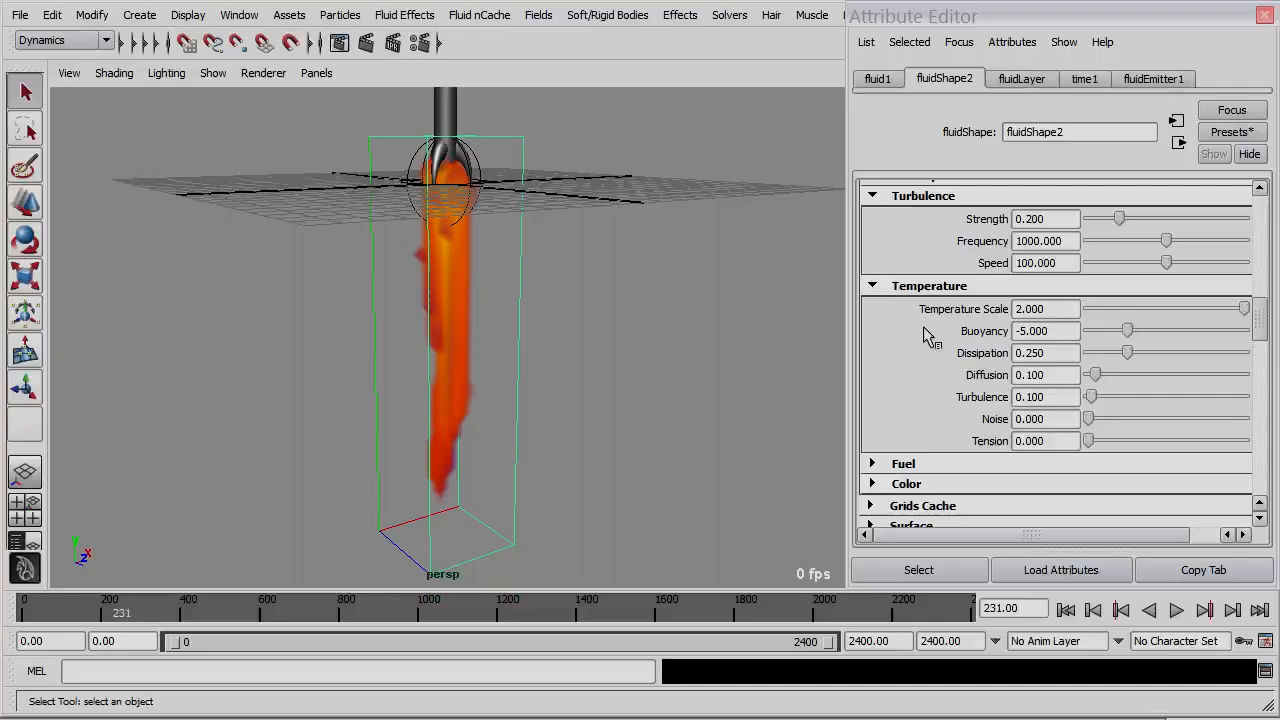 File Edit Modify Create Display Window Assets Particles Fluid Effects Fluid nCache Fields Soft/Rigid Bodies Effects Solvers Hair Muscle
Attribute Editor
Dynamics
List Selected Focus Attributes Show Help
View Shading Lighting Show Renderer Panels
fluid1 fluidShape2 fluidLayer time1 fluidEmitter1
Focus
fluidShape: fluidShape2 Presets*
Show Hide
Turbulence
Strength 0.200
Frequency 1000.000
Speed 100.000
Temperature
Temperature Scale 2.000
Buoyancy -5.000
Dissipation 0.250
Diffusion 0.100
Turbulence 0.100
Noise 0.000
Tension 0.000
Fuel
Color
Grids Cache
Surface
y x z
persp
0 fps
Select Load Attributes Copy Tab
0 200 400 600 800 1000 1200 1400 1600 1800 2000 2200 2
231
231.00
0.00 0.00 0 2400 2400.00 2400.00 No Anim Layer No Character Set
MEL
Select Tool: select an object